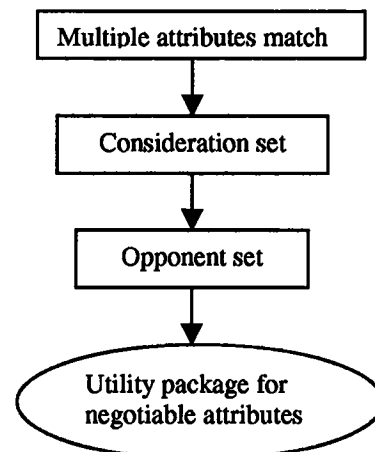 Multiple attributes match
Consideration set
Opponent set
Utility package for
negotiable attributes